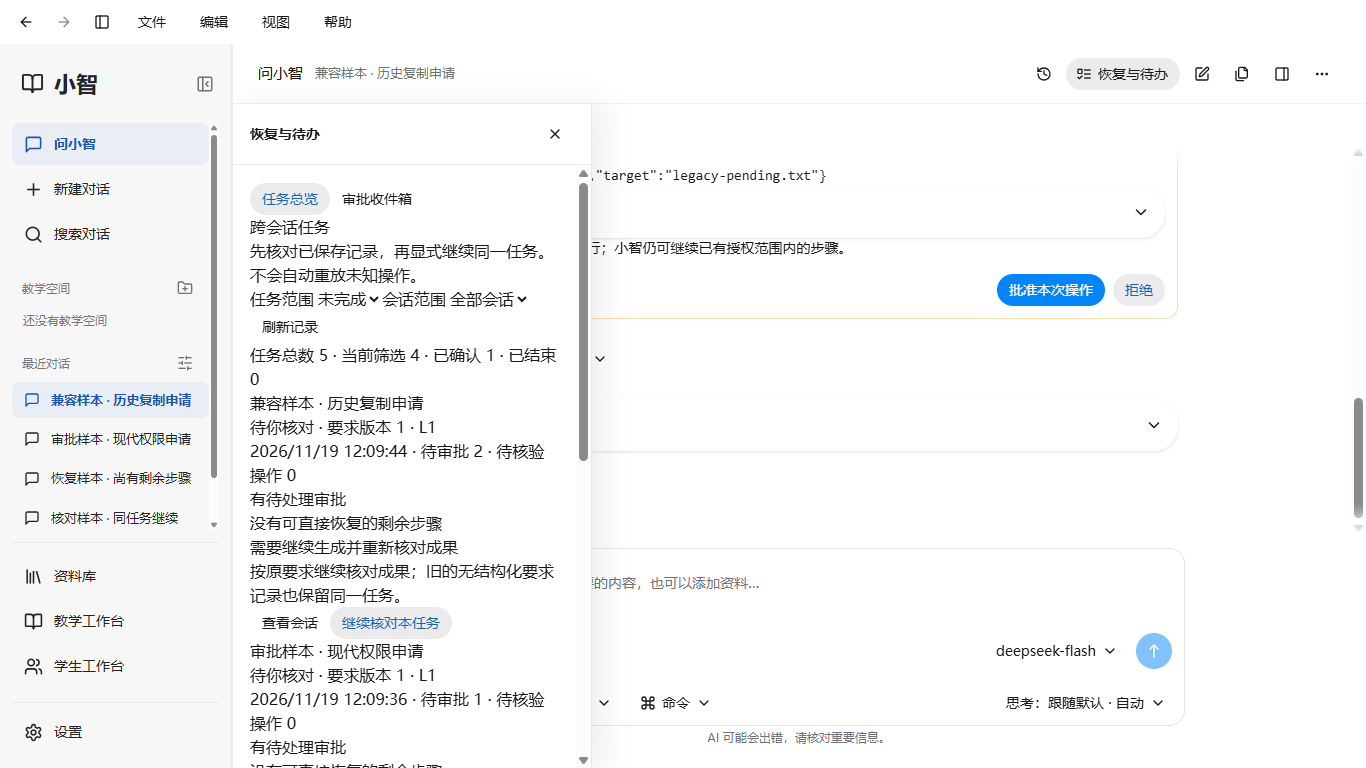 文件 编辑 视图 帮助
小智
问小智
新建对话
搜索对话
教学空间
还没有教学空间
最近对话
兼容样本 · 历史复制申请
审批样本 · 现代权限申请
恢复样本 · 尚有剩余步骤
核对样本 · 同任务继续
资料库
教学工作台
学生工作台
设置
问小智 兼容样本 · 历史复制申请
恢复与待办
恢复与待办
任务总览 审批收件箱
跨会话任务
先核对已保存记录，再显式继续同一任务。
不会自动重放未知操作。
任务范围 未完成 会话范围 全部会话
刷新记录
任务总数 5 · 当前筛选 4 · 已确认 1 · 已结束
0
兼容样本 · 历史复制申请
待你核对 · 要求版本 1 · L1
2026/11/19 12:09:44 · 待审批 2 · 待核验
操作 0
有待处理审批
没有可直接恢复的剩余步骤
需要继续生成并重新核对成果
按原要求继续核对成果；旧的无结构化要求
记录也保留同一任务。
查看会话 继续核对本任务
审批样本 · 现代权限申请
待你核对 · 要求版本 1 · L1
2026/11/19 12:09:36 · 待审批 1 · 待核验
操作 0
有待处理审批
没有可直接恢复的剩余步骤
,"target":"legacy-pending.txt"}
行；小智仍可继续已有授权范围内的步骤。
批准本次操作 拒绝
的内容，也可以添加资料...
deepseek-flash
命令
思考：跟随默认 · 自动
AI 可能会出错，请核对重要信息。